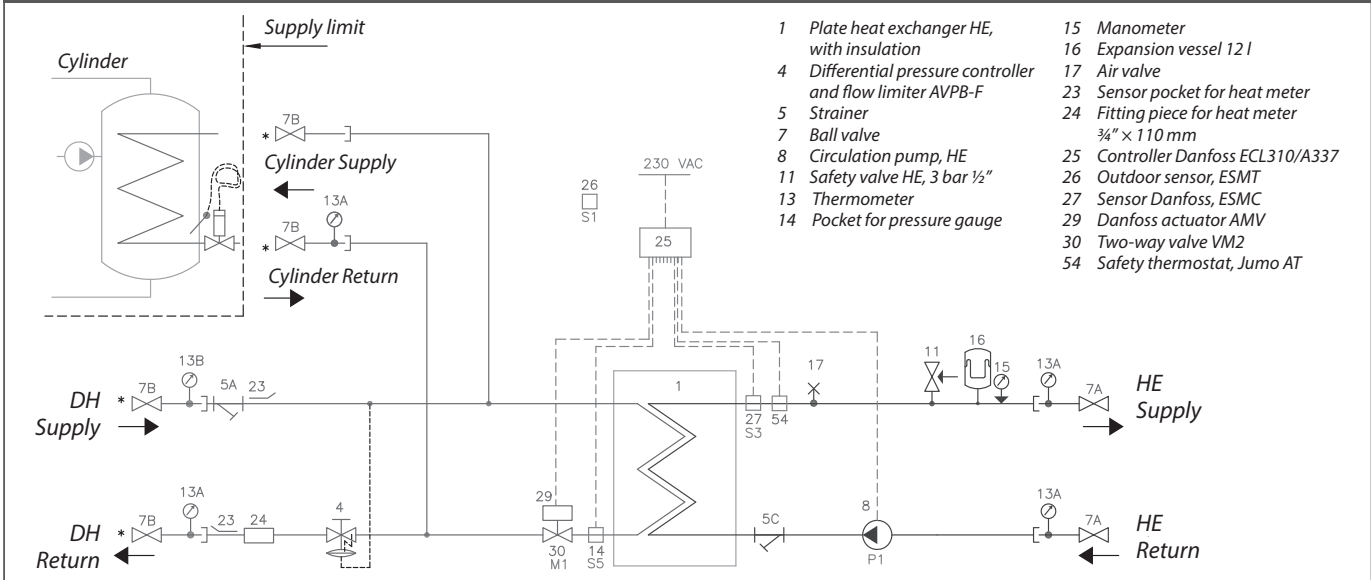 Supply limit
Cylinder
* 7B
Cylinder Supply
13A
* 7B
Cylinder Return
1 Plate heat exchanger HE,
with insulation
4 Differential pressure controller
and flow limiter AVPB-F
5 Strainer
7 Ball valve
8 Circulation pump, HE
11 Safety valve HE, 3 bar ½″
13 Thermometer
14 Pocket for pressure gauge
15 Manometer
16 Expansion vessel 12 l
17 Air valve
23 Sensor pocket for heat meter
24 Fitting piece for heat meter
¾″ × 110 mm
25 Controller Danfoss ECL310/A337
26 Outdoor sensor, ESMT
27 Sensor Danfoss, ESMC
29 Danfoss actuator AMV
30 Two-way valve VM2
54 Safety thermostat, Jumo AT
230 VAC
26
S1
25
DH
Supply
* 7B
13B
5A
23
1
27
S3
54
17
11
16
15
13A
7A
HE
Supply
DH
Return
* 7B
13A
23
24
4
29
30
M1
14
S5
5C
8
P1
13A
7A
HE
Return